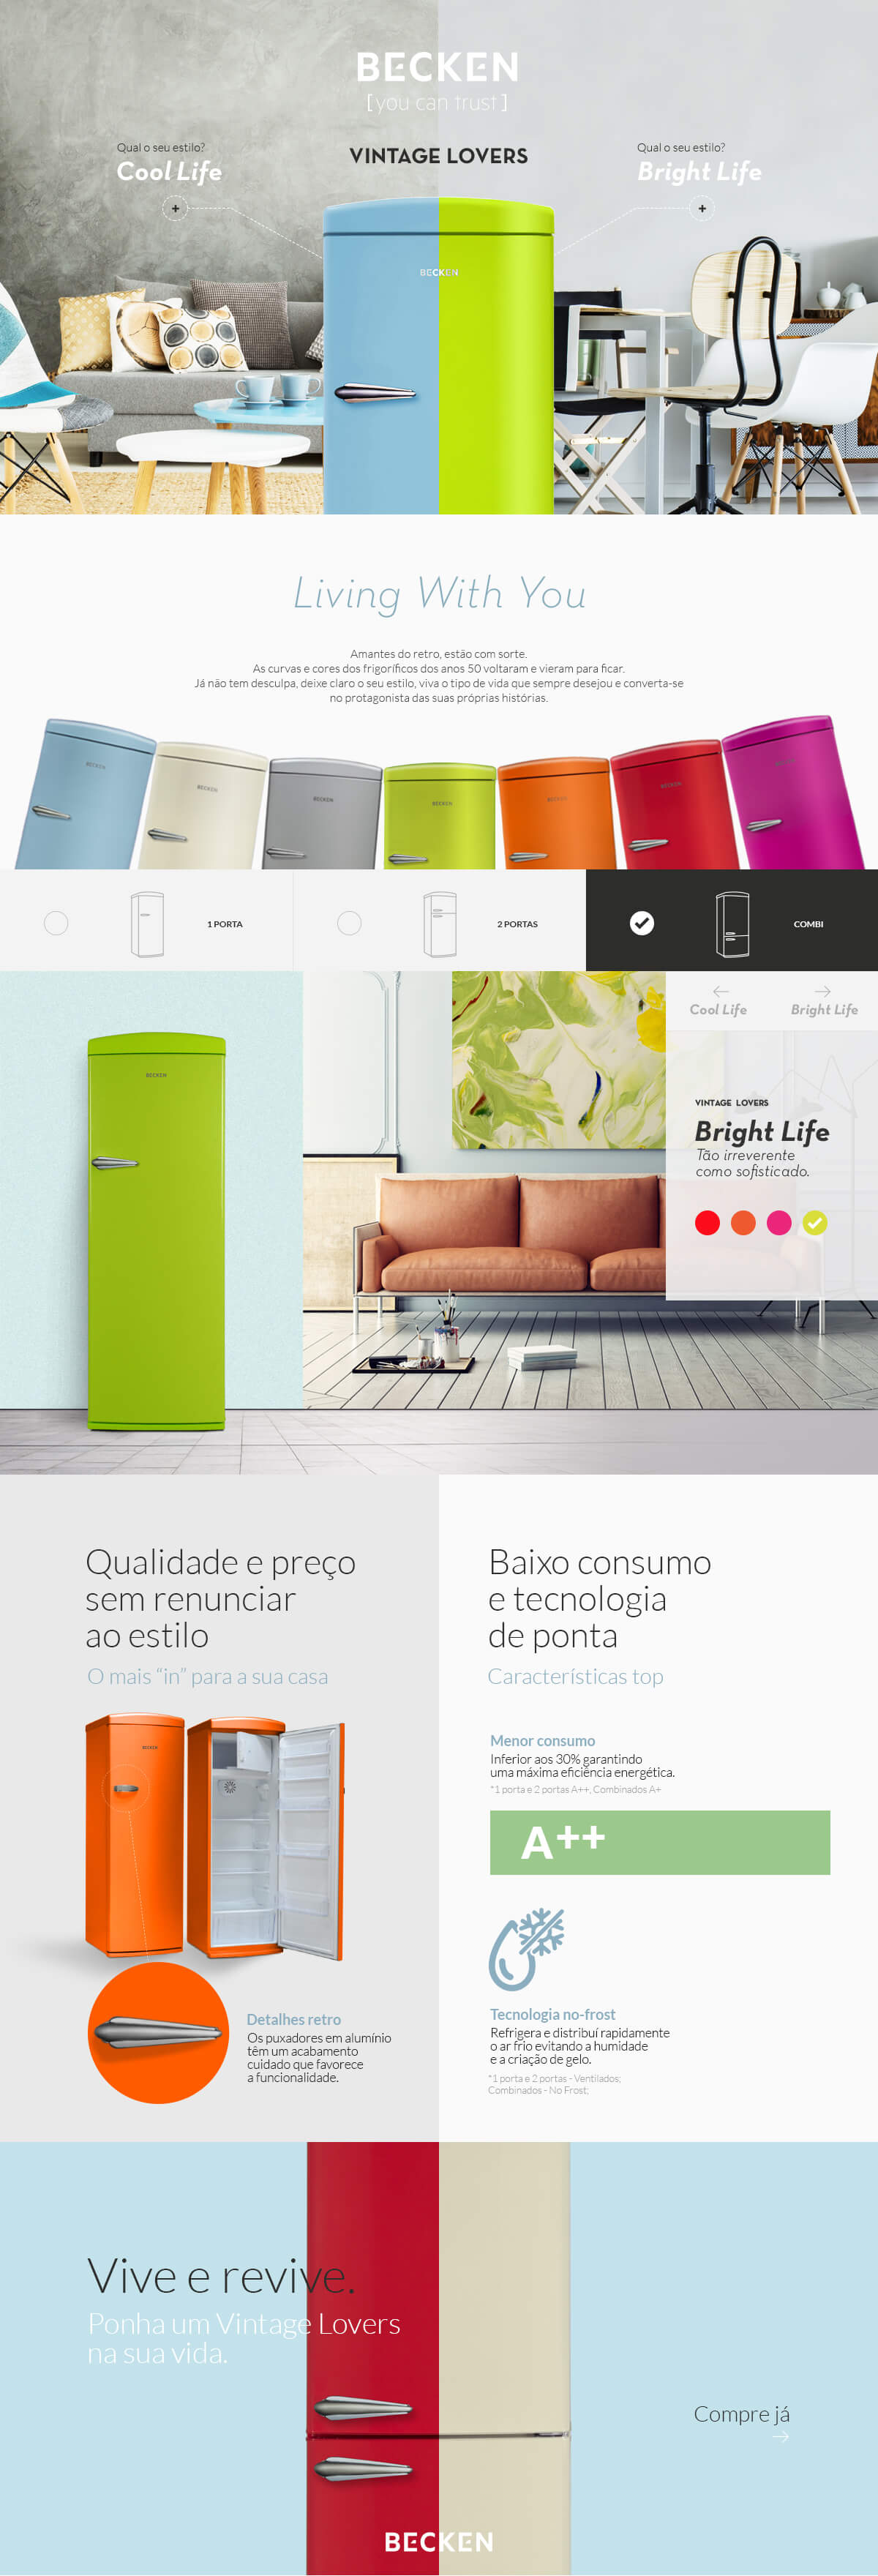 BECKEN
[you can trust]
Qual o seu estilo?
Cool Life
VINTAGE LOVERS
Qual o seu estilo?
Bright Life
+
+
BECKEN
Living With You
Amantes do retro, estão com sorte.
As curvas e cores dos frigoríficos dos anos 50 voltaram e vieram para ficar.
Já não tem desculpa, deixe claro o seu estilo, viva o tipo de vida que sempre desejou e converta-se
no protagonista das suas próprias histórias.
BECKEN
BECKEN
BECKEN
BECKEN
BECKEN
BECKEN
BECKEN
1 PORTA
2 PORTAS
COMBI
Cool Life
Bright Life
BECKEN
VINTAGE LOVERS
Bright Life
Tão irreverente
como sofisticado.
Qualidade e preço
sem renunciar
ao estilo
O mais “in” para a sua casa
BECKEN
Detalhes retro
Os puxadores em alumínio
têm um acabamento
cuidado que favorece
a funcionalidade.
Baixo consumo
e tecnologia
de ponta
Características top
Menor consumo
Inferior aos 30% garantindo
uma máxima eficiência energética.
*1 porta e 2 portas A++, Combinados A+
A++
Tecnologia no-frost
Refrigera e distribuí rapidamente
o ar frio evitando a humidade
e a criação de gelo.
*1 porta e 2 portas - Ventilados;
Combinados - No Frost;
Vive e revive.
Ponha um Vintage Lovers
na sua vida.
Compre já
BECKEN